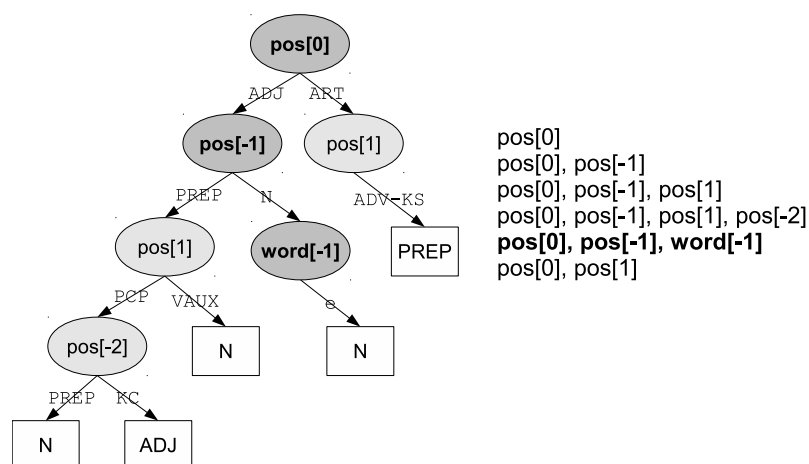 pos[0]
ADJ ART
pos[-1] pos[1]
PREP N ADV-KS
pos[1] word[-1] PREP
PCP VAUX e
pos[-2] N N
PREP KC
N ADJ
pos[0]
pos[0], pos[-1]
pos[0], pos[-1], pos[1]
pos[0], pos[-1], pos[1], pos[-2]
pos[0], pos[-1], word[-1]
pos[0], pos[1]